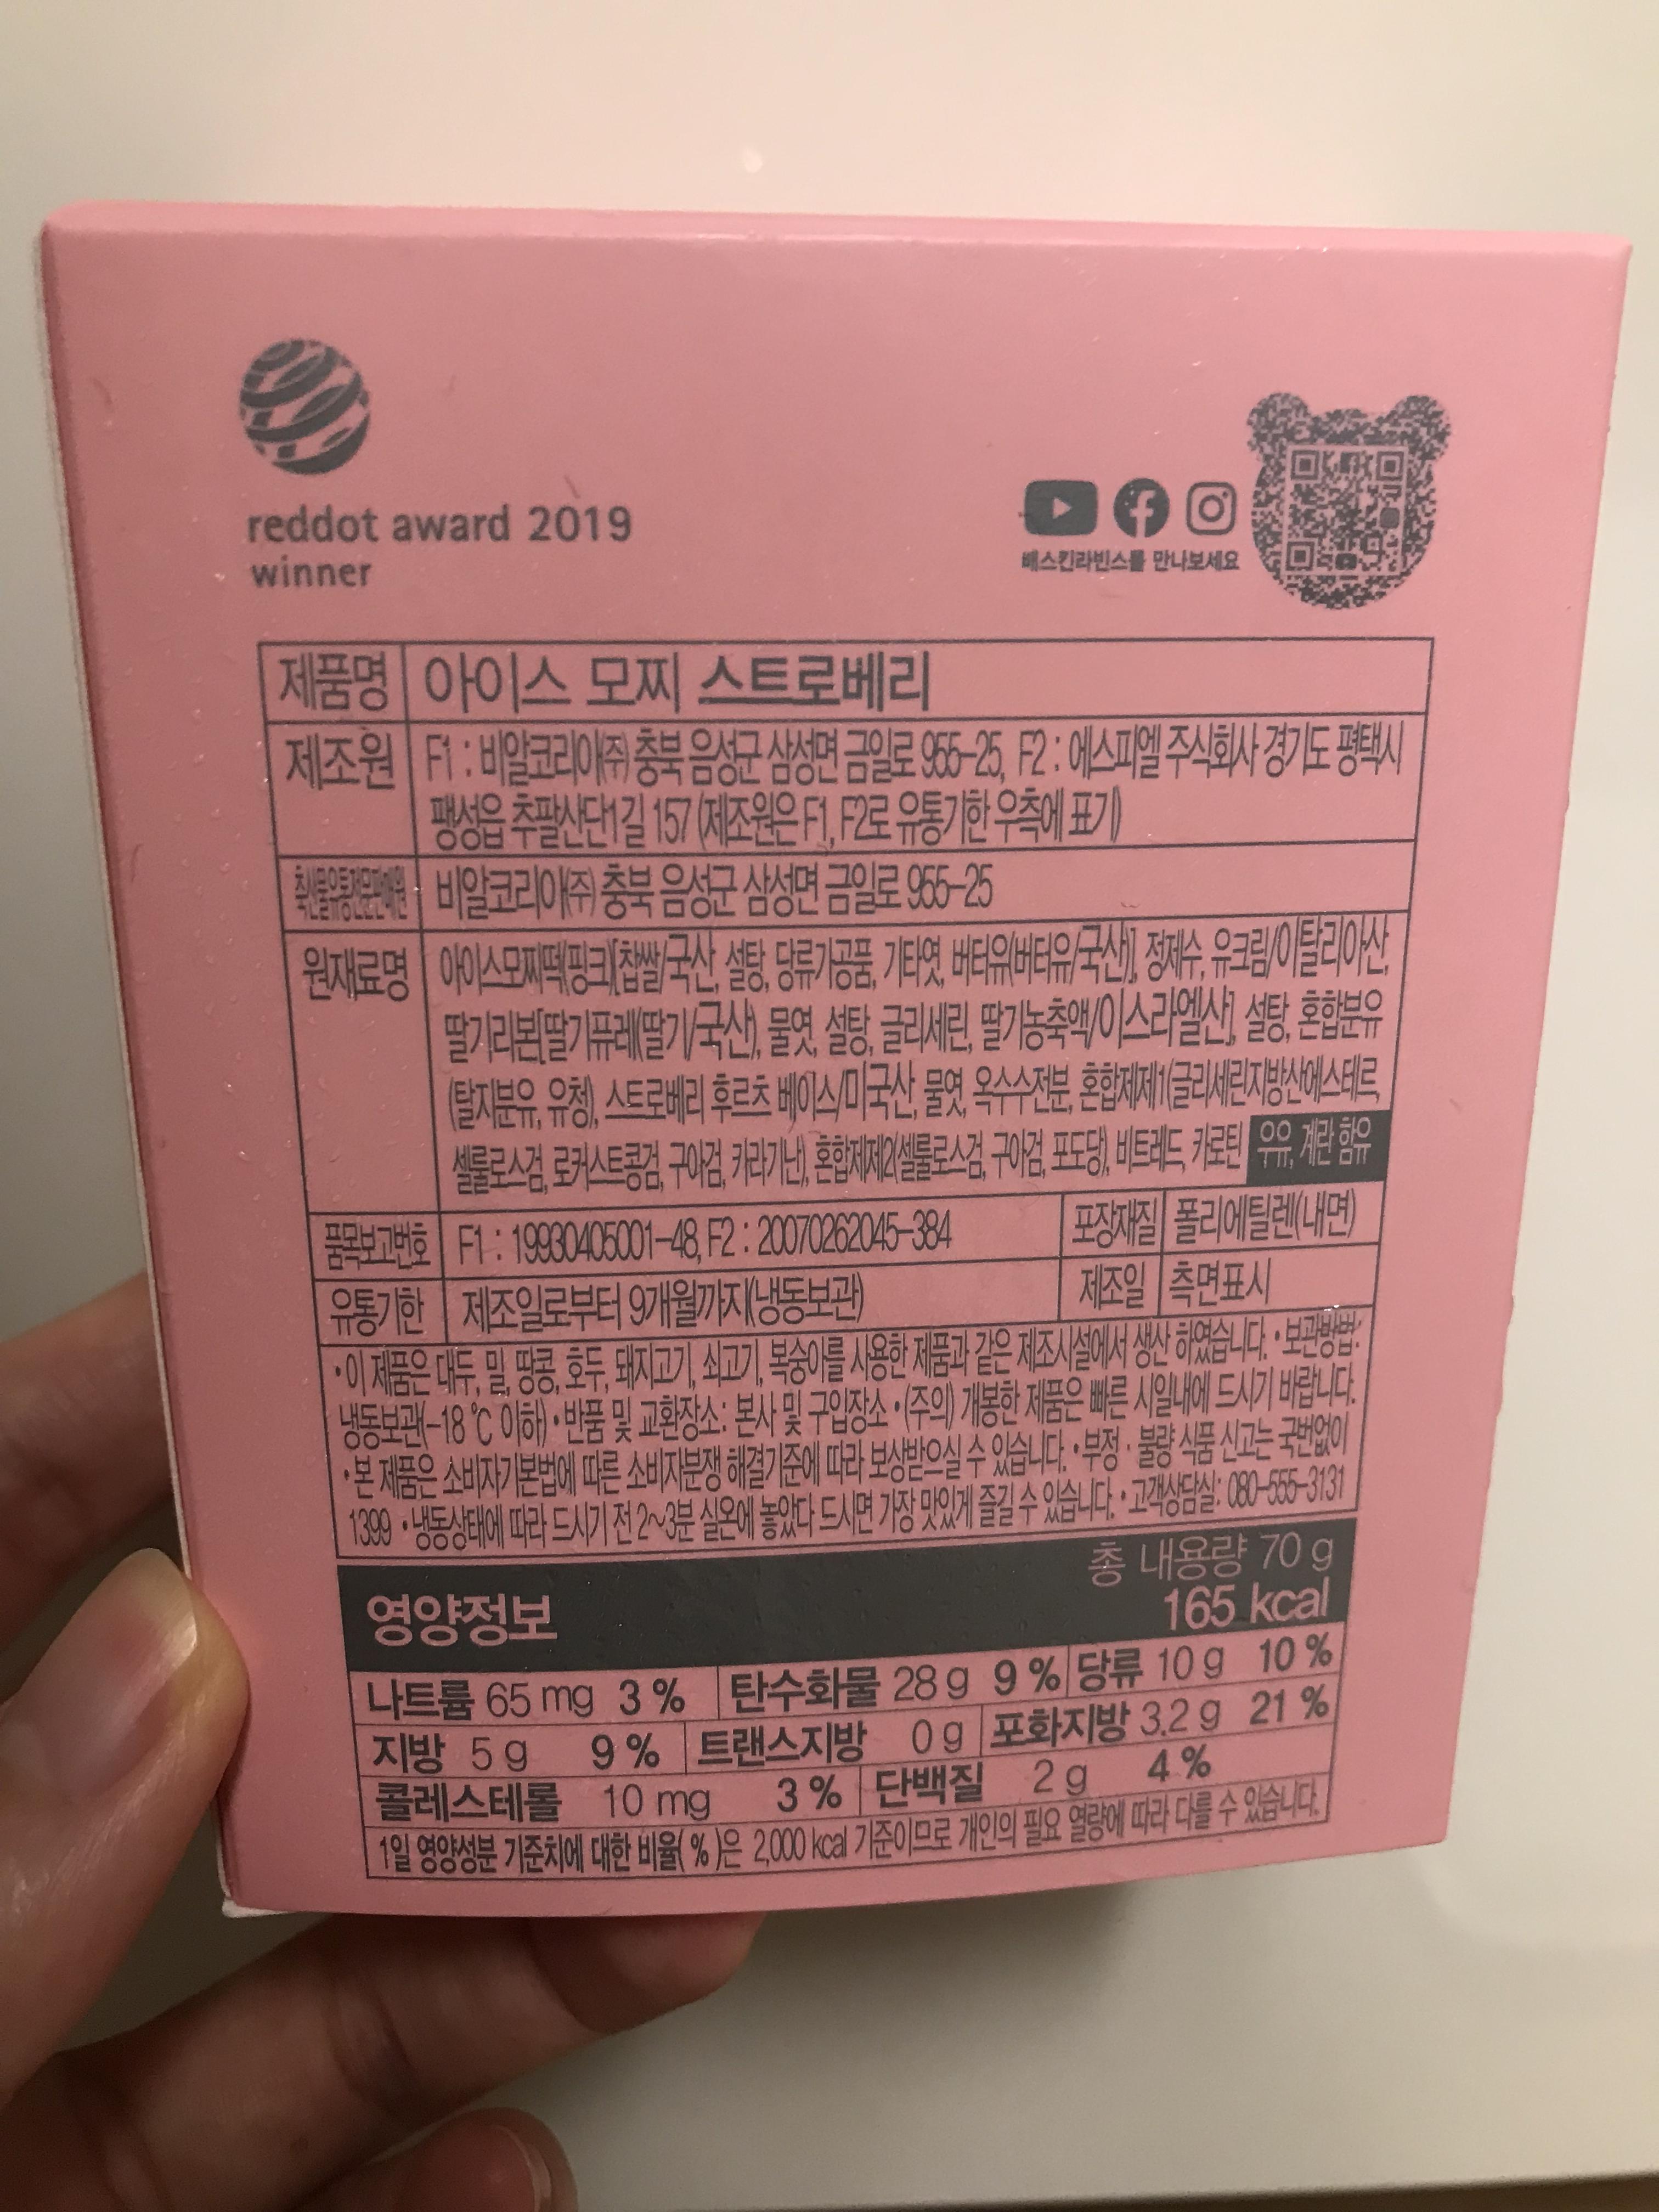 reddot award 2019
winner
배스킨라빈스를 만나보세요
제품명 아이스 모찌 스트로베리
제조원 F1 : 비알코리아(주) 충북 음성군 삼성면 금일로 955-25, F2 : 에스피엘 주식회사 경기도 평택시
팽성읍 추팔산단1길 157 (제조원은 F1, F2로 유통기한 우측에 표기)
축산물유통전문판매원 비알코리아(주) 충북 음성군 삼성면 금일로 955-25
원재료명 아이스모찌떡(핑크)[찹쌀/국산, 설탕, 당류가공품, 기타엿, 버터유(버터유/국산)], 정제수, 유크림/이탈리아산,
딸기리본[딸기퓨레(딸기/국산), 물엿, 설탕, 글리세린, 딸기농축액/이스라엘산], 설탕, 혼합분유
(탈지분유, 유청), 스트로베리 후르츠 베이스/미국산, 물엿, 옥수수전분, 혼합제제1(글리세린지방산에스테르,
셀룰로스검, 로커스트콩검, 구아검, 카라기난), 혼합제제2(셀룰로스검, 구아검, 포도당), 비트레드, 카로틴 우유, 계란 함유
품목보고번호 F1 : 19930405001-48, F2 : 20070262045-384 포장재질 폴리에틸렌(내면)
유통기한 제조일로부터 9개월까지(냉동보관) 제조일 측면표시
•이 제품은 대두, 밀, 땅콩, 호두, 돼지고기, 쇠고기, 복숭아를 사용한 제품과 같은 제조시설에서 생산 하였습니다. •보관방법:
냉동보관(-18 ℃ 이하) •반품 및 교환장소: 본사 및 구입장소 •(주의) 개봉한 제품은 빠른 시일내에 드시기 바랍니다.
•본 제품은 소비자기본법에 따른 소비자분쟁 해결기준에 따라 보상받으실 수 있습니다. •부정·불량 식품 신고는 국번없이
1399 •냉동상태에 따라 드시기 전 2~3분 실온에 놓았다 드시면 가장 맛있게 즐길 수 있습니다. •고객상담실: 080-555-3131
영양정보 총 내용량 70 g
165 kcal
나트륨 65 mg 3 % 탄수화물 28 g 9 % 당류 10 g 10 %
지방 5 g 9 % 트랜스지방 0 g 포화지방 3.2 g 21 %
콜레스테롤 10 mg 3 % 단백질 2 g 4 %
1일 영양성분 기준치에 대한 비율( % )은 2,000 kcal 기준이므로 개인의 필요 열량에 따라 다를 수 있습니다.